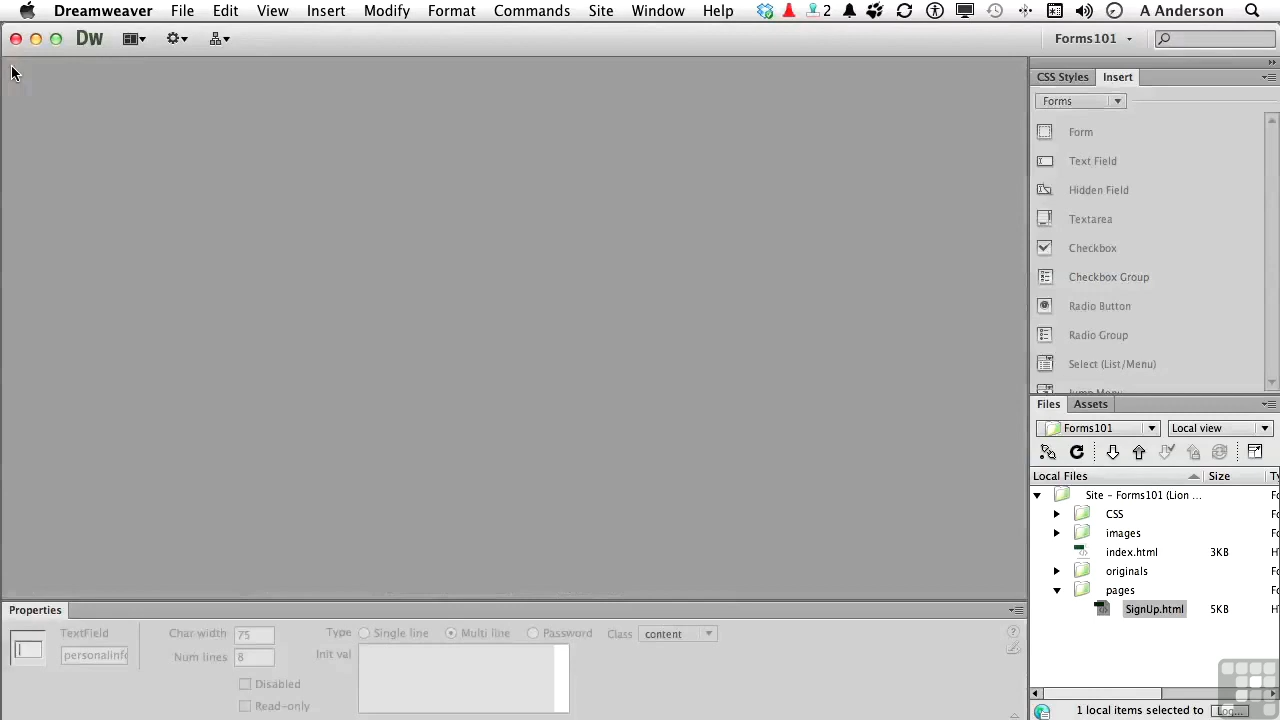 Dreamweaver File Edit View Insert Modify Format Commands Site Window Help 2 A Anderson
Dw Forms101
CSS Styles Insert
Forms
Form
Text Field
Hidden Field
Textarea
Checkbox
Checkbox Group
Radio Button
Radio Group
Select (List/Menu)
Jump Menu
Files Assets
Forms101 Local view
Local Files Size
Site - Forms101 (Lion ...
CSS
images
index.html 3KB
originals
pages
SignUp.html 5KB
Properties
TextField Char width 75 Type Single line Multi line Password Class content
personalinfo Num lines 8 Init val
Disabled
Read-only
1 local items selected to Log...